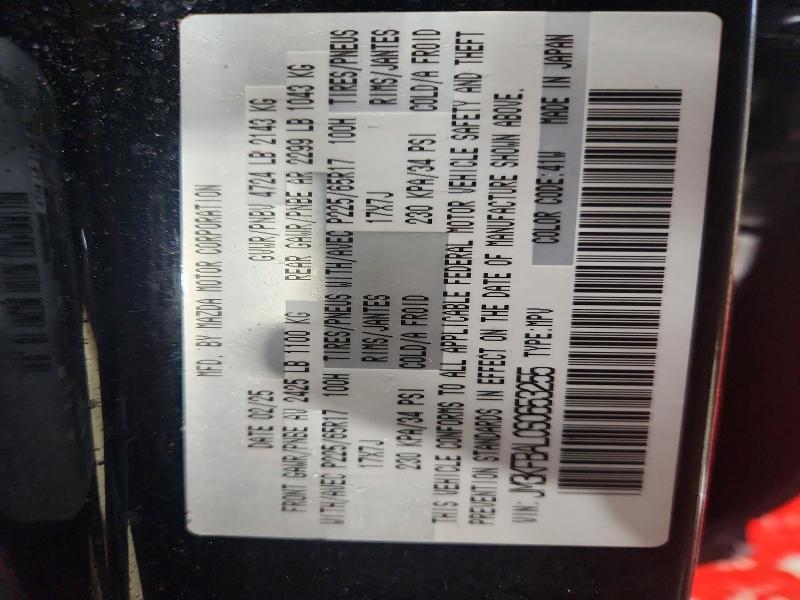 MFD. BY MAZDA MOTOR CORPORATION
DATE 02/25 GVWR/PNBV 4724 LB 2143 KG
FRONT GAWR/PNBE AV 2425 LB 1100 KG REAR GAWR/PNBE AR 2299 LB 1043 KG
WITH/AVEC P225/65R17 100H TIRES/PNEUS WITH/AVEC P225/65R17 100H TIRES/PNEUS
17X7J RIMS/JANTES 17X7J RIMS/JANTES
230 KPA/34 PSI COLD/A FROID 230 KPA/34 PSI COLD/A FROID
THIS VEHICLE CONFORMS TO ALL APPLICABLE FEDERAL MOTOR VEHICLE SAFETY AND THEFT
PREVENTION STANDARDS IN EFFECT ON THE DATE OF MANUFACTURE SHOWN ABOVE.
VIN: TYPE:MPV COLOR CODE:41W MADE IN JAPAN